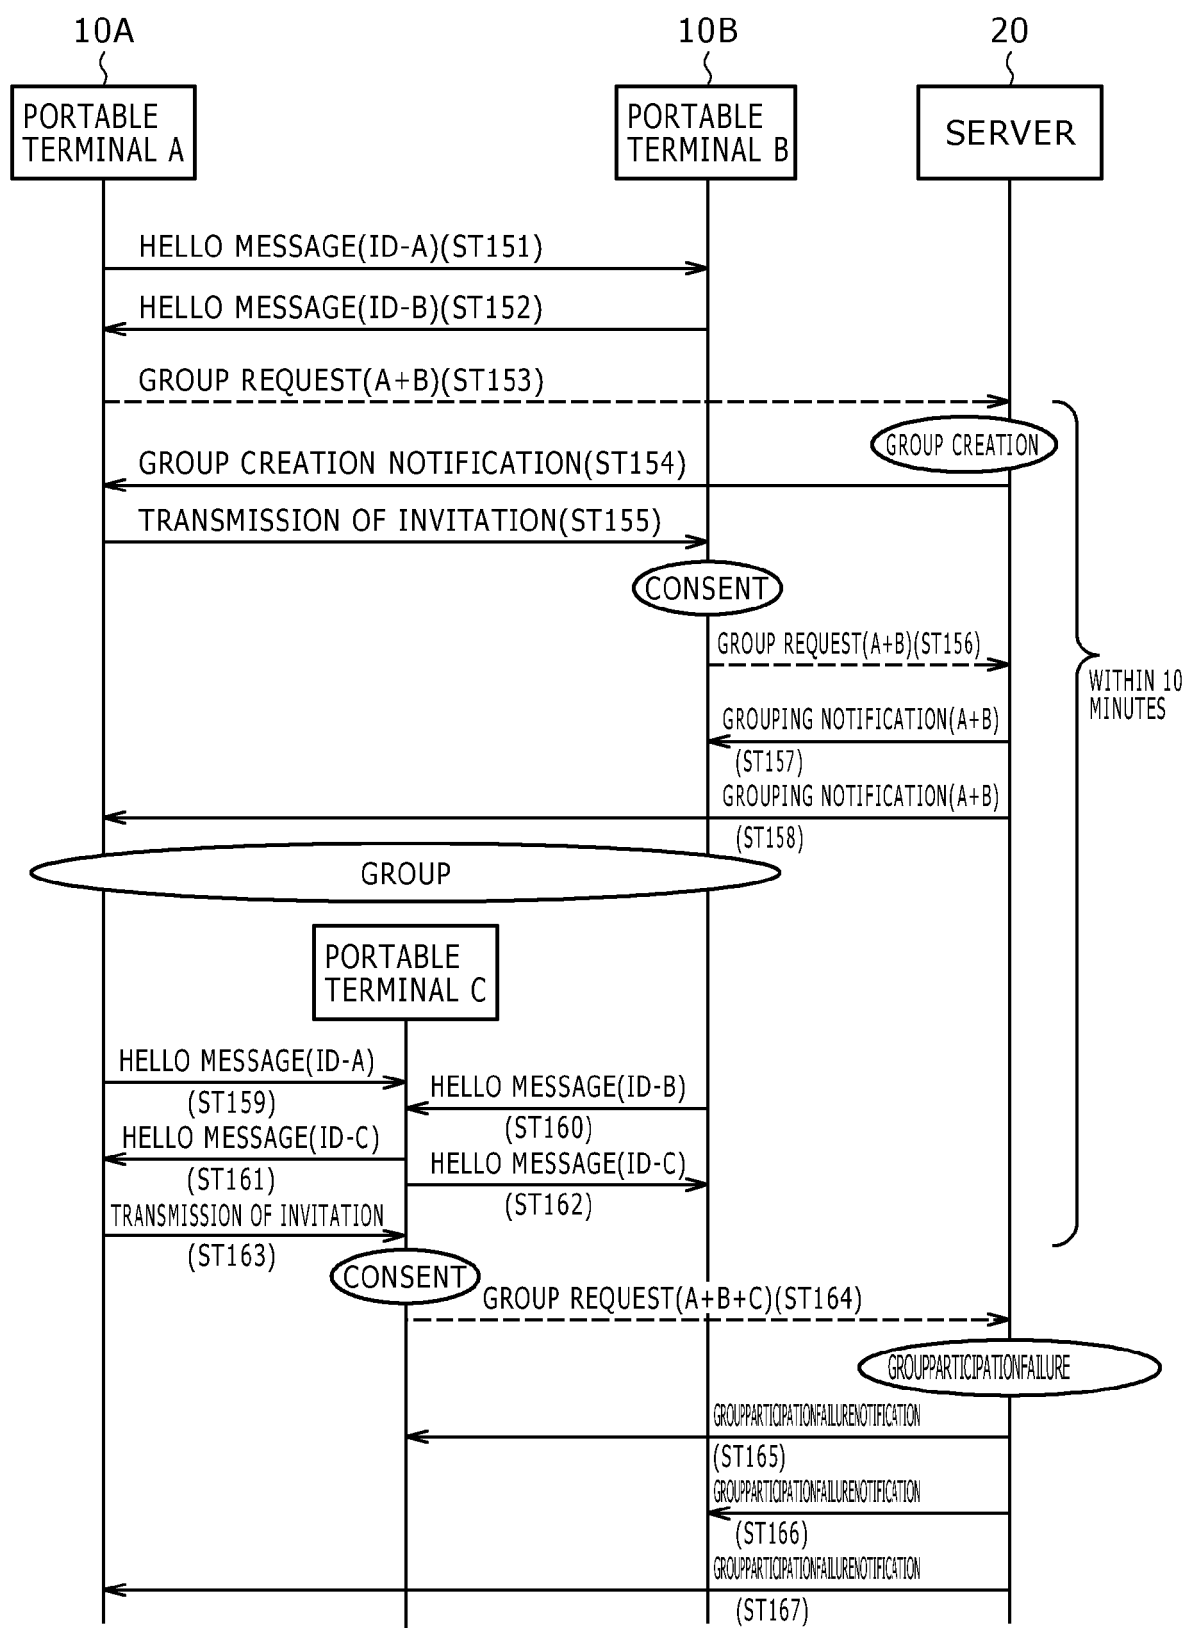 10A
10B
20
PORTABLE
TERMINAL A
PORTABLE
TERMINAL B
SERVER
HELLO MESSAGE(ID-A)(ST151)
HELLO MESSAGE(ID-B)(ST152)
GROUP REQUEST(A+B)(ST153)
GROUP CREATION
GROUP CREATION NOTIFICATION(ST154)
TRANSMISSION OF INVITATION(ST155)
CONSENT
GROUP REQUEST(A+B)(ST156)
WITHIN 10
MINUTES
GROUPING NOTIFICATION(A+B)
(ST157)
GROUPING NOTIFICATION(A+B)
(ST158)
GROUP
PORTABLE
TERMINAL C
HELLO MESSAGE(ID-A)
(ST159)
HELLO MESSAGE(ID-B)
(ST160)
HELLO MESSAGE(ID-C)
(ST161)
HELLO MESSAGE(ID-C)
(ST162)
TRANSMISSION OF INVITATION
(ST163)
CONSENT
GROUP REQUEST(A+B+C)(ST164)
GROUPPARTICIPATIONFAILURE
GROUPPARTICIPATIONFAILURENOTIFICATION
(ST165)
GROUPPARTICIPATIONFAILURENOTIFICATION
(ST166)
GROUPPARTICIPATIONFAILURENOTIFICATION
(ST167)